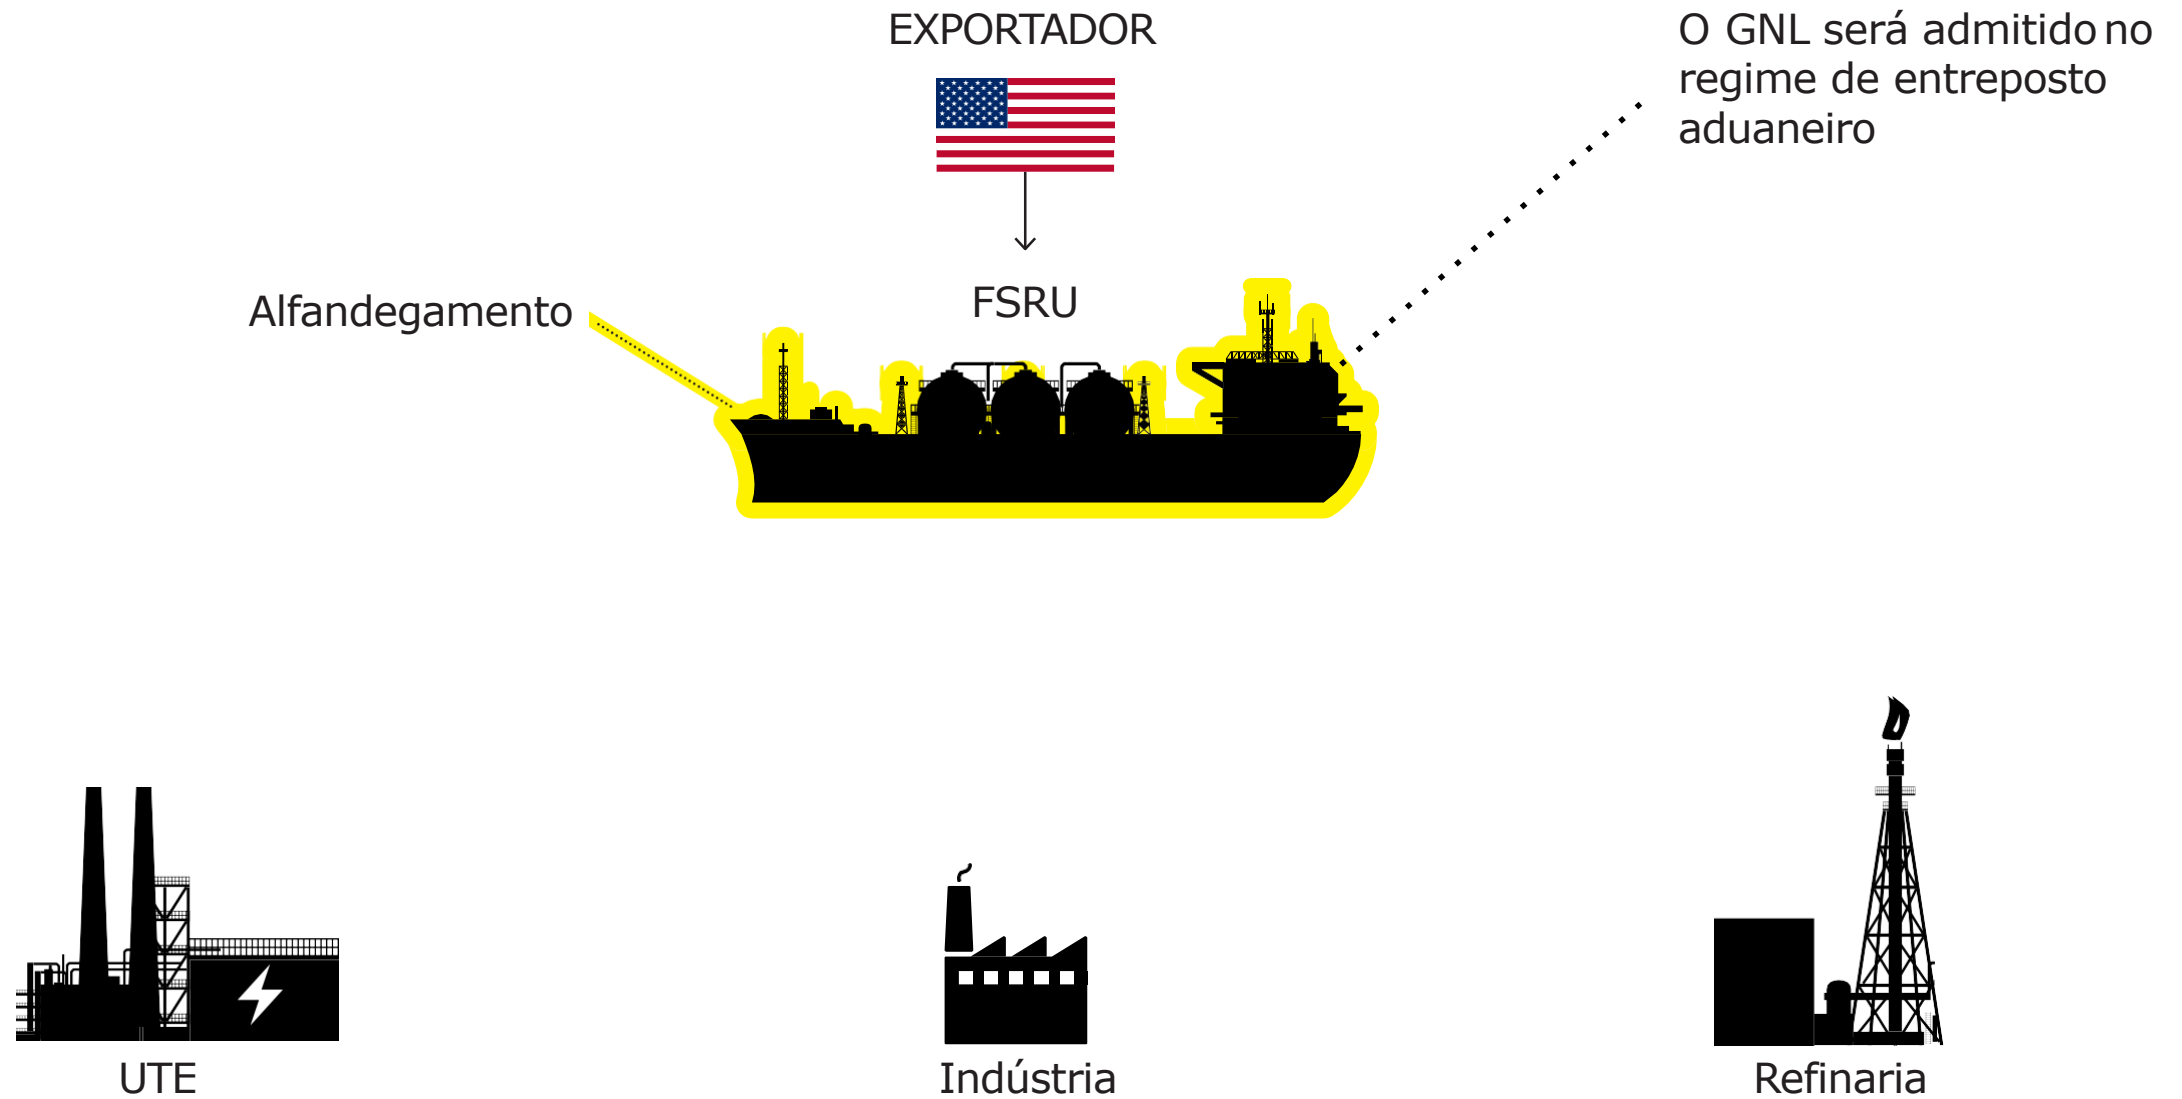 EXPORTADOR
O GNL será admitido no
regime de entreposto
aduaneiro
FSRU
Alfandegamento
UTE
Indústria
Refinaria